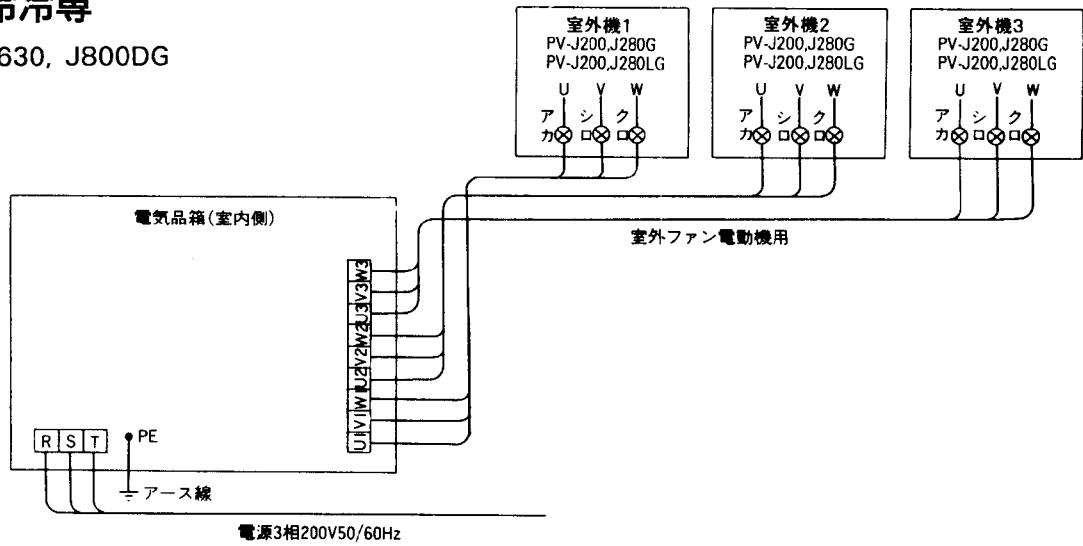 冷専
630, J800DG
室外機1
PV-J200,J280G
PV-J200,J280LG
U V W
アカ シロ クロ
室外機2
PV-J200,J280G
PV-J200,J280LG
U V W
アカ シロ クロ
室外機3
PV-J200,J280G
PV-J200,J280LG
U V W
アカ シロ クロ
電気品箱(室内側)
室外ファン電動機用
W3
V3
U3
W2
V2
U2
W1
V1
U1
R S T
PE
アース線
電源3相200V50/60Hz